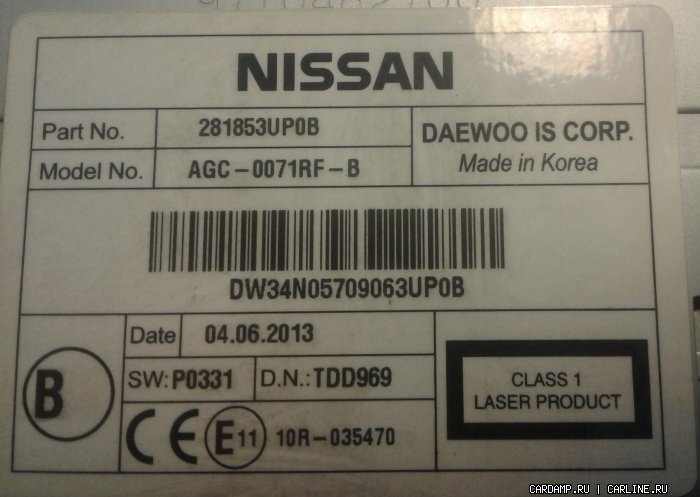 NISSAN
Part No. 281853UP0B
DAEWOO IS CORP.
Model No. AGC-0071RF-B
Made in Korea
DW34N05709063UP0B
B
Date 04.06.2013
SW: P0331 D.N.: TDD969
CE E11 10R-035470
CLASS 1
LASER PRODUCT
CARDAMP.RU | CARLINE.RU